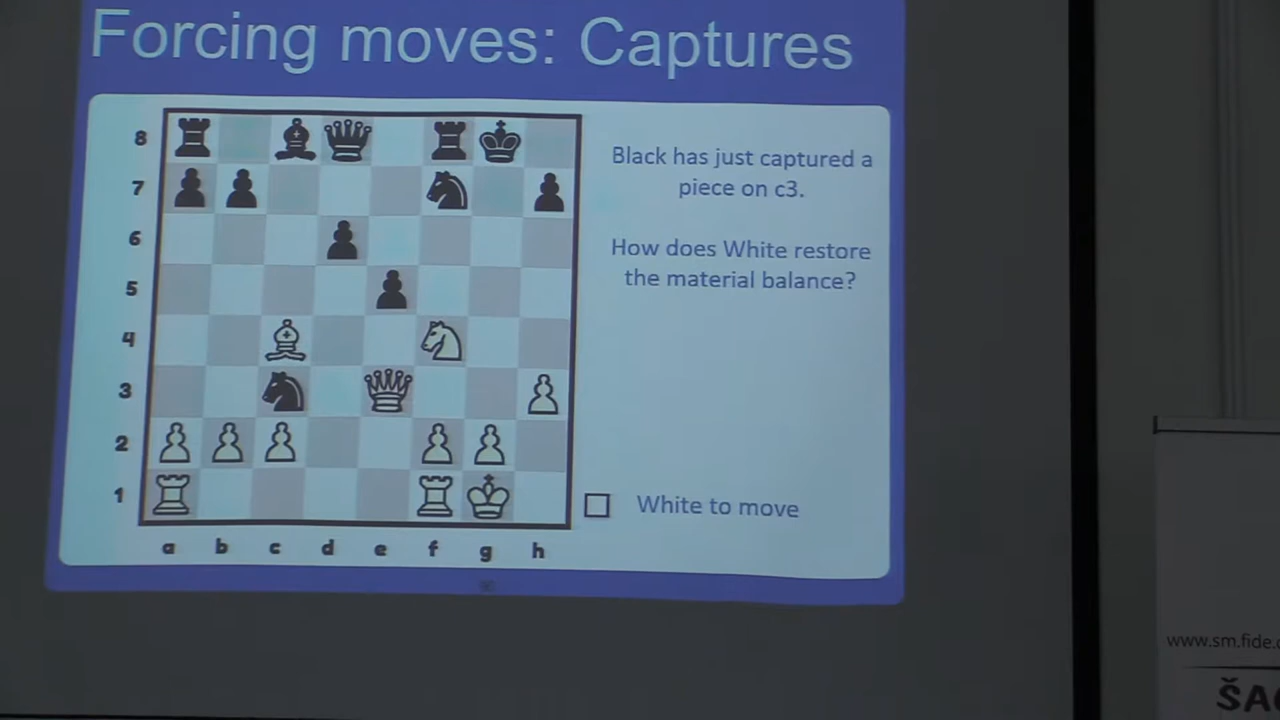 Forcing moves: Captures
8
7
6
5
4
3
2
1
a b c d e f g h
Black has just captured a
piece on c3.
How does White restore
the material balance?
White to move
www.sm.fide.